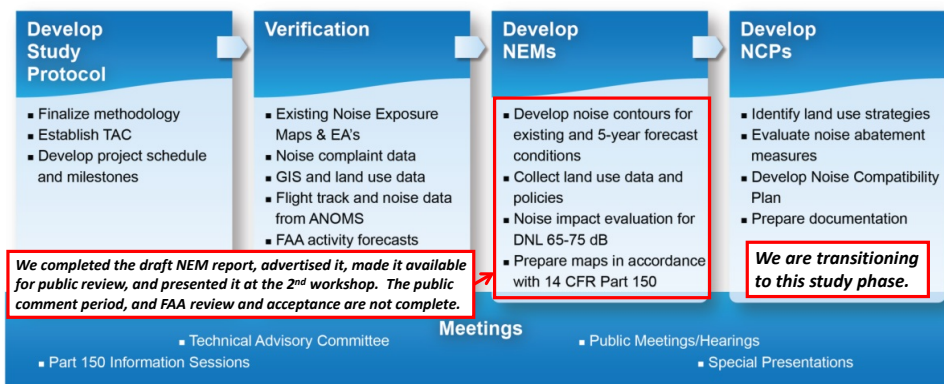 Develop
Study
Protocol
▪ Finalize methodology
▪ Establish TAC
▪ Develop project schedule
and milestones
Verification
▪ Existing Noise Exposure
Maps & EA's
▪ Noise complaint data
▪ GIS and land use data
▪ Flight track and noise data
from ANOMS
▪ FAA activity forecasts
Develop
NEMs
▪ Develop noise contours for
existing and 5-year forecast
conditions
▪ Collect land use data and
policies
▪ Noise impact evaluation for
DNL 65-75 dB
▪ Prepare maps in accordance
with 14 CFR Part 150
Develop
NCPs
▪ Identify land use strategies
▪ Evaluate noise abatement
measures
▪ Develop Noise Compatibility
Plan
▪ Prepare documentation
We completed the draft NEM report, advertised it, made it available
for public review, and presented it at the 2nd workshop. The public
comment period, and FAA review and acceptance are not complete.
We are transitioning
to this study phase.
Meetings
▪ Technical Advisory Committee
▪ Public Meetings/Hearings
▪ Part 150 Information Sessions
▪ Special Presentations